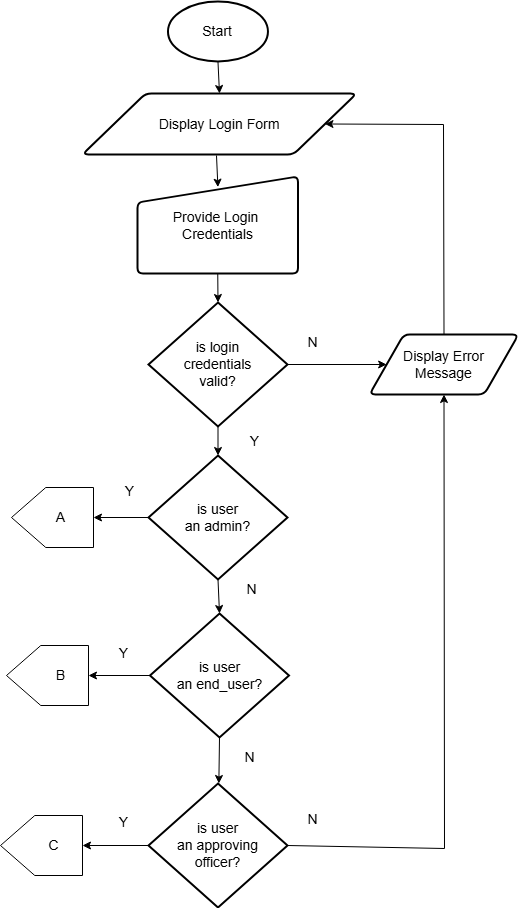 Start
Display Login Form
Provide Login
Credentials
is login
credentials
valid?
N
Display Error
Message
Y
is user
an admin?
Y
A
N
is user
an end_user?
Y
B
N
is user
an approving
officer?
Y
C
N